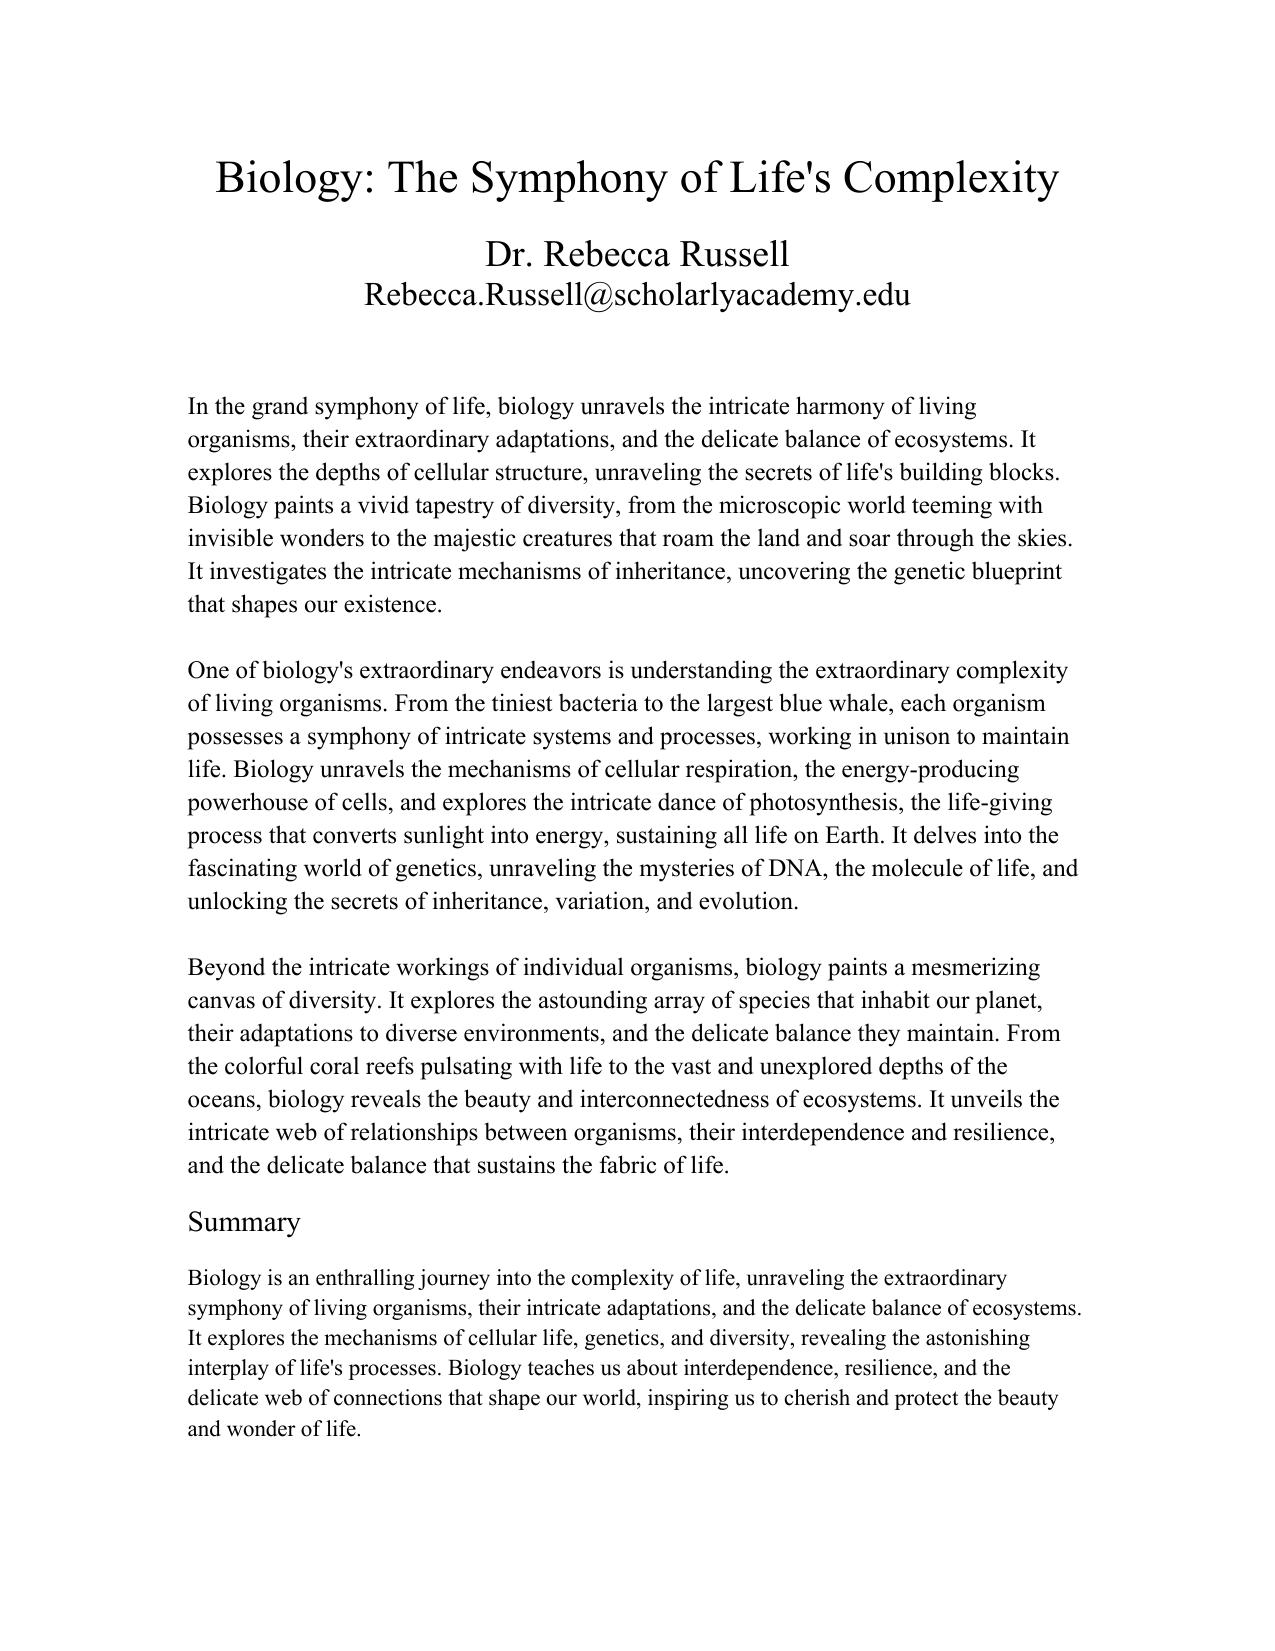 Biology: The Symphony of Life's Complexity
Dr. Rebecca Russell
Rebecca.Russell@scholarlyacademy.edu
In the grand symphony of life, biology unravels the intricate harmony of living
organisms, their extraordinary adaptations, and the delicate balance of ecosystems. It
explores the depths of cellular structure, unraveling the secrets of life's building blocks.
Biology paints a vivid tapestry of diversity, from the microscopic world teeming with
invisible wonders to the majestic creatures that roam the land and soar through the skies.
It investigates the intricate mechanisms of inheritance, uncovering the genetic blueprint
that shapes our existence.
One of biology's extraordinary endeavors is understanding the extraordinary complexity
of living organisms. From the tiniest bacteria to the largest blue whale, each organism
possesses a symphony of intricate systems and processes, working in unison to maintain
life. Biology unravels the mechanisms of cellular respiration, the energy-producing
powerhouse of cells, and explores the intricate dance of photosynthesis, the life-giving
process that converts sunlight into energy, sustaining all life on Earth. It delves into the
fascinating world of genetics, unraveling the mysteries of DNA, the molecule of life, and
unlocking the secrets of inheritance, variation, and evolution.
Beyond the intricate workings of individual organisms, biology paints a mesmerizing
canvas of diversity. It explores the astounding array of species that inhabit our planet,
their adaptations to diverse environments, and the delicate balance they maintain. From
the colorful coral reefs pulsating with life to the vast and unexplored depths of the
oceans, biology reveals the beauty and interconnectedness of ecosystems. It unveils the
intricate web of relationships between organisms, their interdependence and resilience,
and the delicate balance that sustains the fabric of life.
Summary
Biology is an enthralling journey into the complexity of life, unraveling the extraordinary
symphony of living organisms, their intricate adaptations, and the delicate balance of ecosystems.
It explores the mechanisms of cellular life, genetics, and diversity, revealing the astonishing
interplay of life's processes. Biology teaches us about interdependence, resilience, and the
delicate web of connections that shape our world, inspiring us to cherish and protect the beauty
and wonder of life.